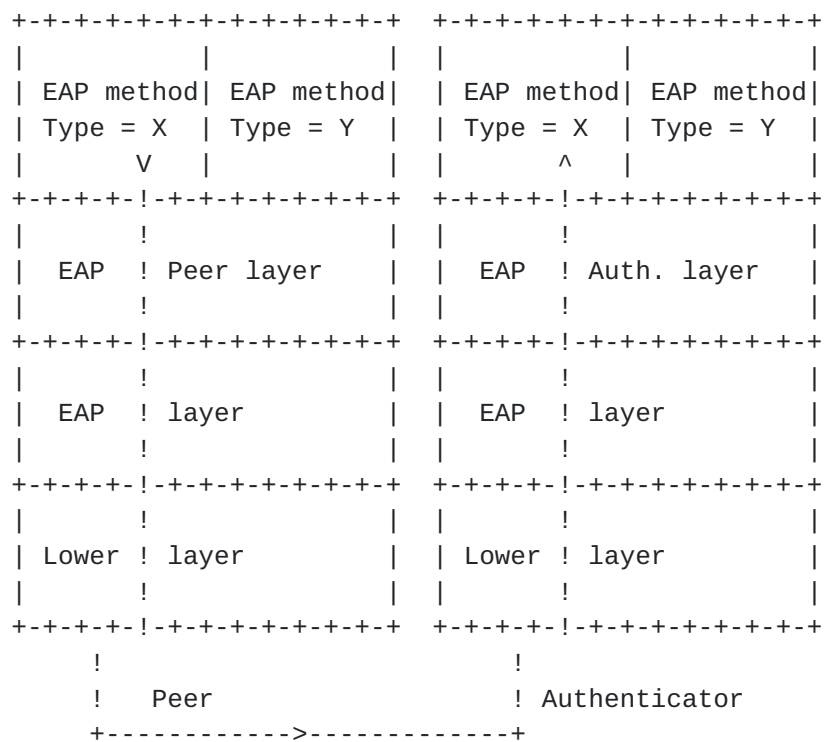 +-+-+-+-+-+-+-+-+-+-+-+-+  +-+-+-+-+-+-+-+-+-+-+-+-+
|           |           |  |           |           |
| EAP method| EAP method|  | EAP method| EAP method|
| Type = X  | Type = Y  |  | Type = X  | Type = Y  |
|       V   |           |  |       ^   |           |
+-+-+-+-!-+-+-+-+-+-+-+-+  +-+-+-+-!-+-+-+-+-+-+-+-+
|       !               |  |       !               |
|  EAP  ! Peer layer    |  |  EAP  ! Auth. layer   |
|       !               |  |       !               |
+-+-+-+-!-+-+-+-+-+-+-+-+  +-+-+-+-!-+-+-+-+-+-+-+-+
|       !               |  |       !               |
|  EAP  ! layer         |  |  EAP  ! layer         |
|       !               |  |       !               |
+-+-+-+-!-+-+-+-+-+-+-+-+  +-+-+-+-!-+-+-+-+-+-+-+-+
|       !               |  |       !               |
| Lower ! layer         |  | Lower ! layer         |
|       !               |  |       !               |
+-+-+-+-!-+-+-+-+-+-+-+-+  +-+-+-+-!-+-+-+-+-+-+-+-+
     !                          !
     !   Peer                   ! Authenticator
     +------------>-------------+